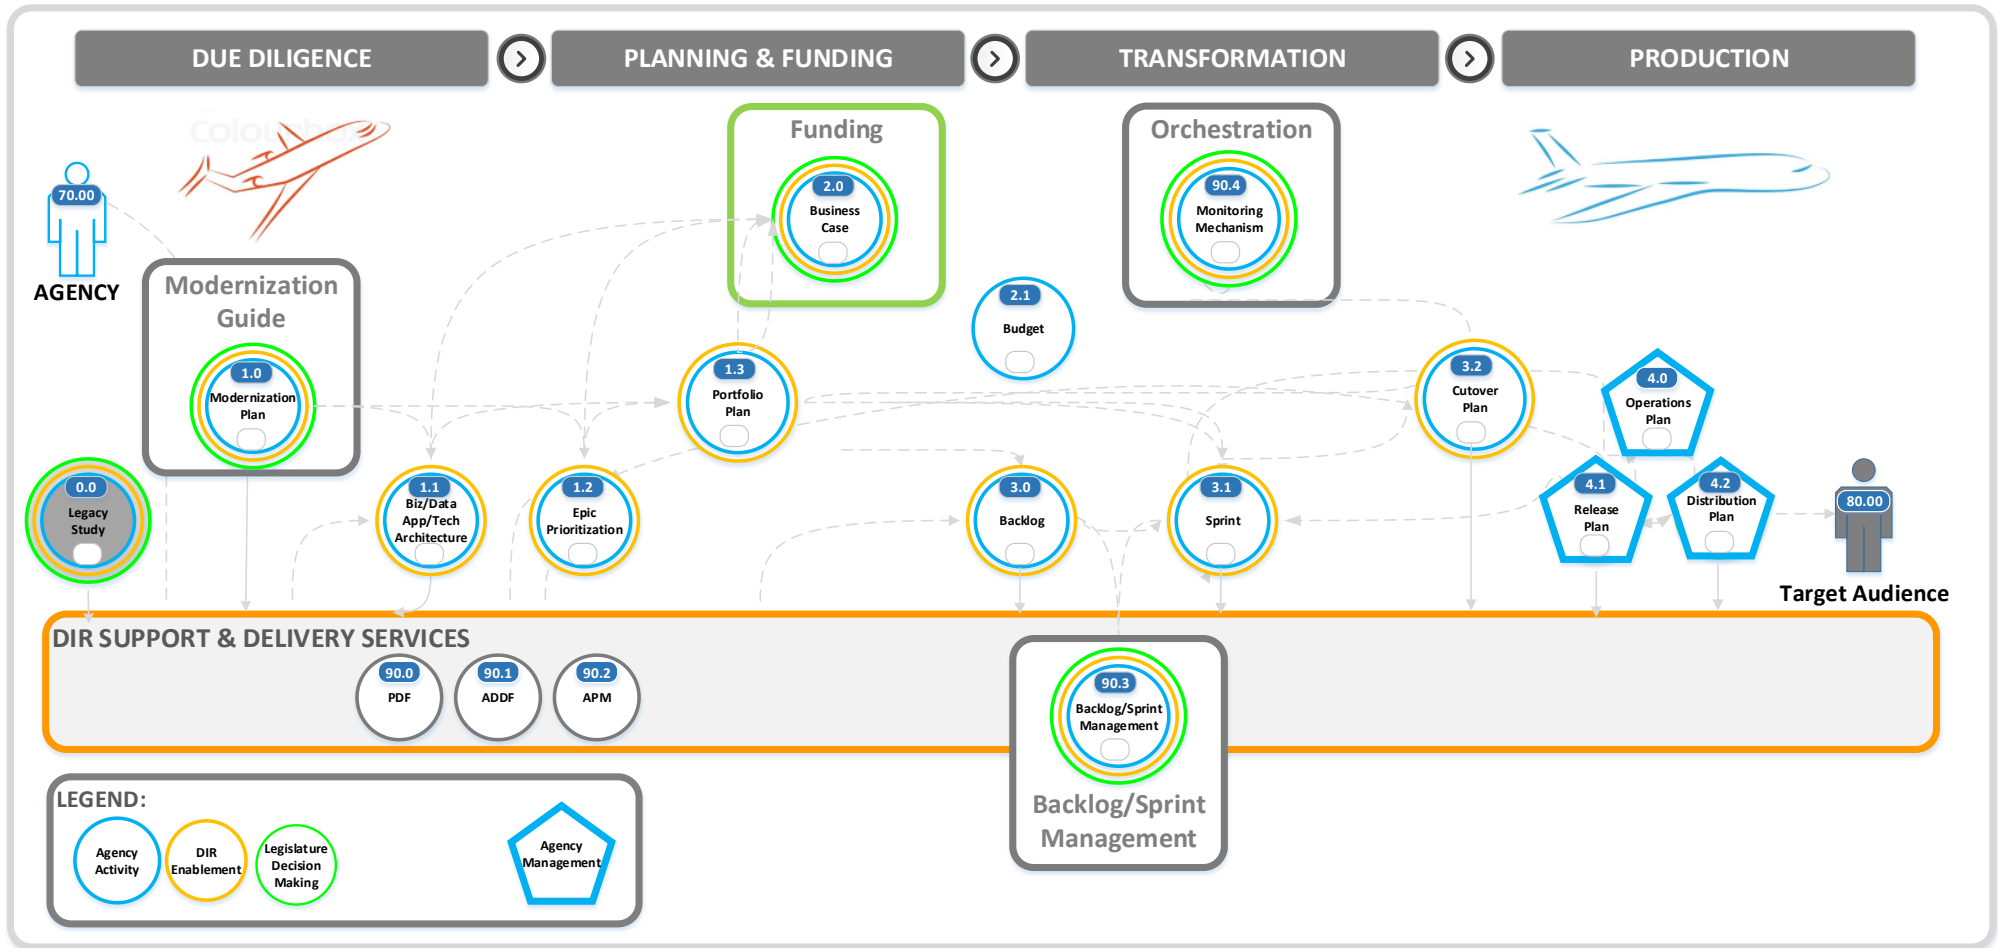 DUE DILIGENCE
PLANNING & FUNDING
TRANSFORMATION
PRODUCTION
Colourbox
70.00
AGENCY
Modernization
Guide
1.0
Modernization
Plan
0.0
Legacy
Study
1.1
Biz/Data
App/Tech
Architecture
1.2
Epic
Prioritization
Funding
2.0
Business
Case
1.3
Portfolio
Plan
2.1
Budget
Orchestration
90.4
Monitoring
Mechanism
3.0
Backlog
3.1
Sprint
3.2
Cutover
Plan
4.0
Operations
Plan
4.1
Release
Plan
4.2
Distribution
Plan
80.00
Target Audience
DIR SUPPORT & DELIVERY SERVICES
90.0
PDF
90.1
ADDF
90.2
APM
90.3
Backlog/Sprint
Management
Backlog/Sprint
Management
LEGEND:
Agency
Activity
DIR
Enablement
Legislature
Decision
Making
Agency
Management